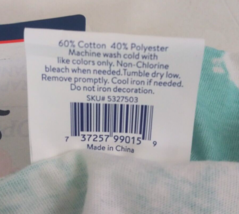 60% Cotton 40% Polyester
Machine wash cold with
like colors only. Non-Chlorine
bleach when needed.Tumble dry low.
Remove promptly. Cool iron if needed.
Do not iron decoration.
SKU# 5327503
7 37257 99015 9
Made in China